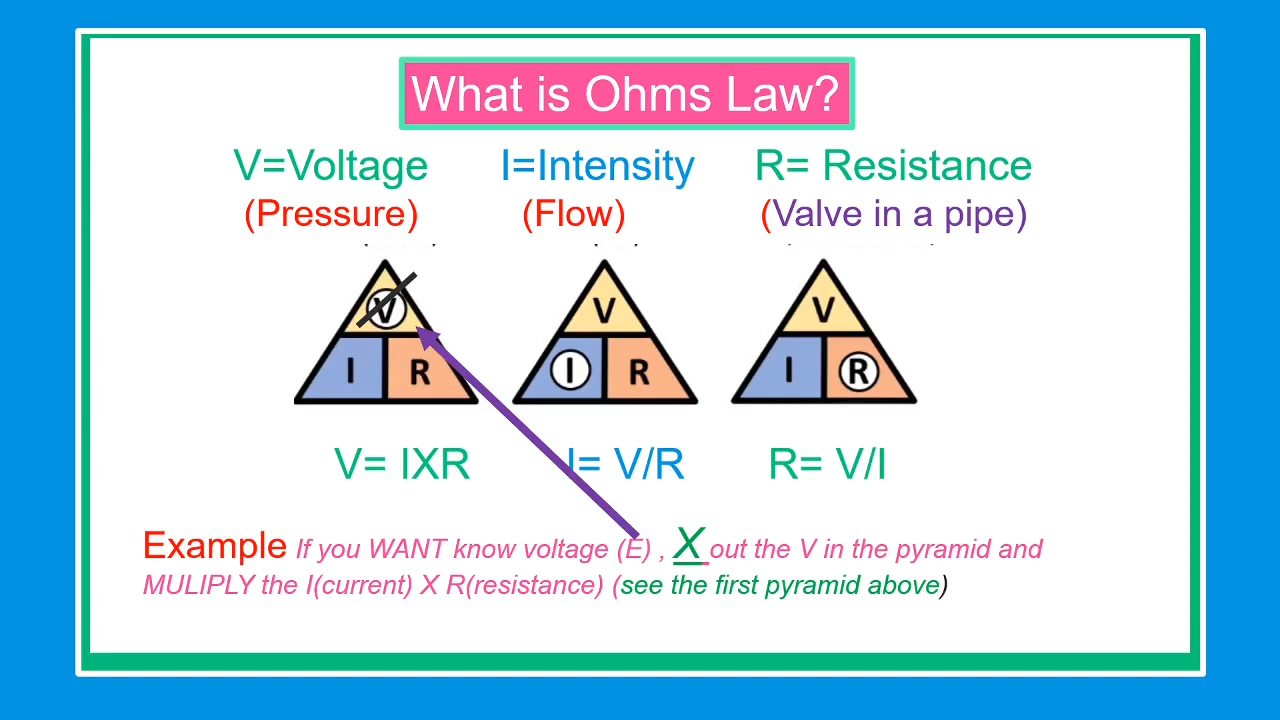 What is Ohms Law?
V=Voltage I=Intensity R= Resistance
(Pressure) (Flow) (Valve in a pipe)
V V V
I R I R I R
V= IXR I= V/R R= V/I
Example If you WANT know voltage (E) , X out the V in the pyramid and
MULIPLY the I(current) X R(resistance) (see the first pyramid above)